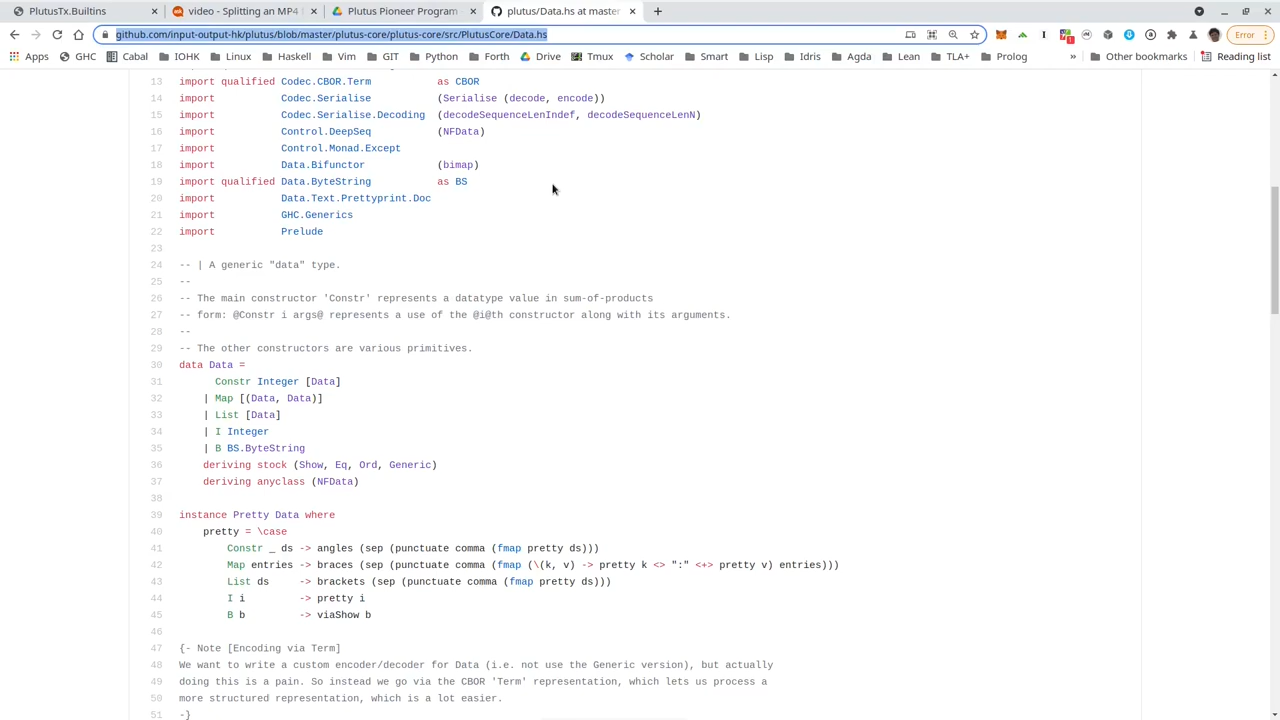 PlutusTx.Builtins
video - Splitting an MP4
Plutus Pioneer Program
plutus/Data.hs at master
github.com/input-output-hk/plutus/blob/master/plutus-core/plutus-core/src/PlutusCore/Data.hs
Error
Apps GHC Cabal IOHK Linux Haskell Vim GIT Python Forth Drive Tmux Scholar Smart Lisp Idris Agda Lean TLA+ Prolog » Other bookmarks Reading list
13 import qualified Codec.CBOR.Term as CBOR
14 import Codec.Serialise (Serialise (decode, encode))
15 import Codec.Serialise.Decoding (decodeSequenceLenIndef, decodeSequenceLenN)
16 import Control.DeepSeq (NFData)
17 import Control.Monad.Except
18 import Data.Bifunctor (bimap)
19 import qualified Data.ByteString as BS
20 import Data.Text.Prettyprint.Doc
21 import GHC.Generics
22 import Prelude
23
24 -- | A generic "data" type.
25 --
26 -- The main constructor 'Constr' represents a datatype value in sum-of-products
27 -- form: @Constr i args@ represents a use of the @i@th constructor along with its arguments.
28 --
29 -- The other constructors are various primitives.
30 data Data =
31 Constr Integer [Data]
32 | Map [(Data, Data)]
33 | List [Data]
34 | I Integer
35 | B BS.ByteString
36 deriving stock (Show, Eq, Ord, Generic)
37 deriving anyclass (NFData)
38
39 instance Pretty Data where
40 pretty = \case
41 Constr _ ds -> angles (sep (punctuate comma (fmap pretty ds)))
42 Map entries -> braces (sep (punctuate comma (fmap (\(k, v) -> pretty k <> ":" <+> pretty v) entries)))
43 List ds -> brackets (sep (punctuate comma (fmap pretty ds)))
44 I i -> pretty i
45 B b -> viaShow b
46
47 {- Note [Encoding via Term]
48 We want to write a custom encoder/decoder for Data (i.e. not use the Generic version), but actually
49 doing this is a pain. So instead we go via the CBOR 'Term' representation, which lets us process a
50 more structured representation, which is a lot easier.
51 -}